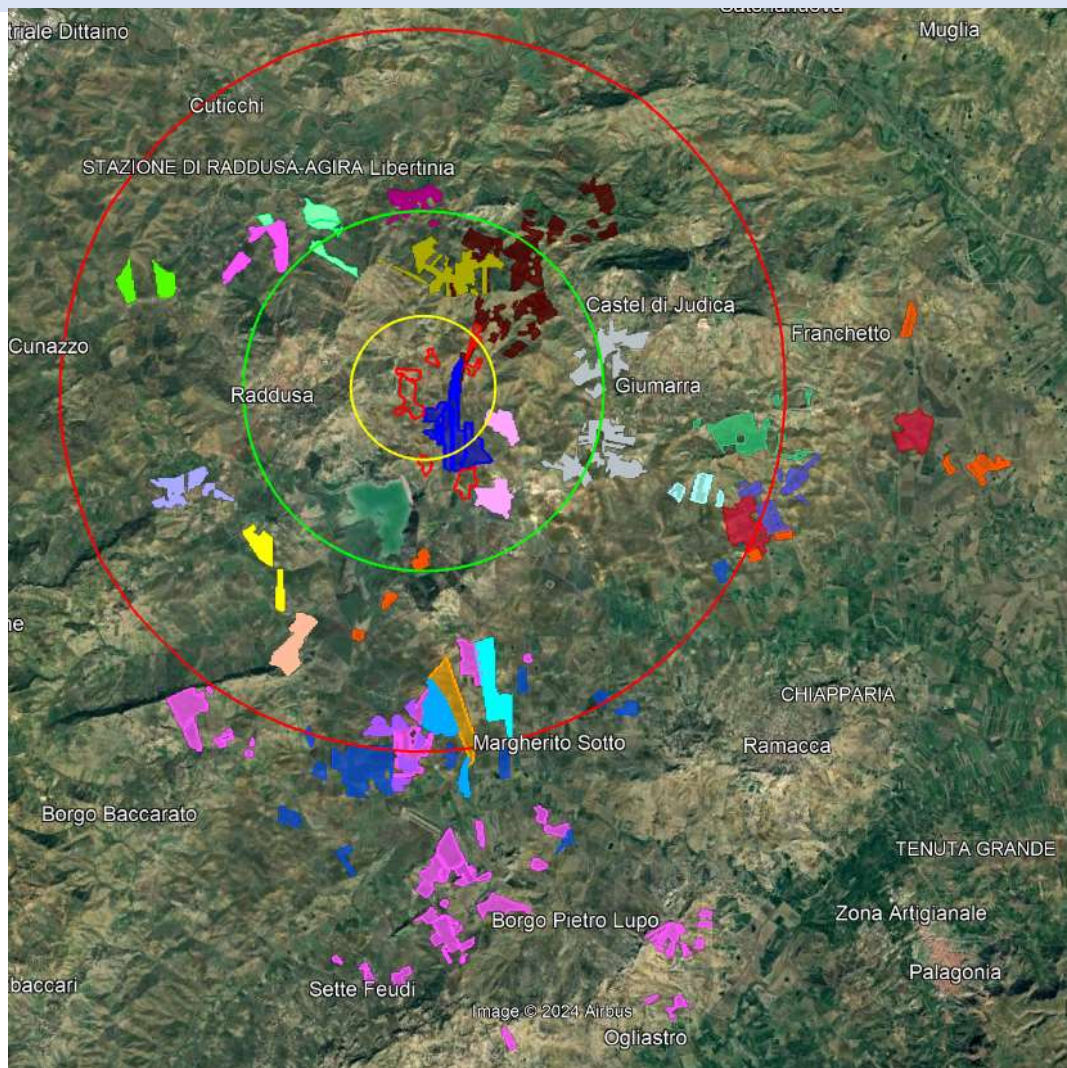 triale Dittaino
Muglia
Cuticchi
STAZIONE DI RADDUSA-AGIRA
Libertinia
Castel di Judica
Franchetto
Cunazzo
Giumarra
Raddusa
CHIAPPARIA
Margherito Sotto
Ramacca
Borgo Baccarato
TENUTA GRANDE
Borgo Pietro Lupo
Zona Artigianale
Palagonia
baccari
Sette Feudi
Image © 2024 Airbus
Ogliastro